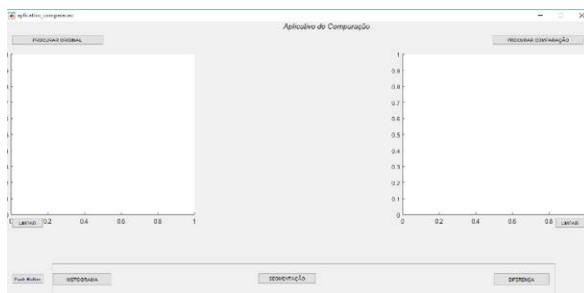 aplicativo_comparacao
Aplicativo de Comparação
PROCURAR ORIGINAL
PROCURAR COMPARAÇÃO
1
0.9
0.8
0.7
0.6
0.5
0.4
0.3
0.2
0.1
0
0.2 0.4 0.6 0.8 1
0 0.2 0.4 0.6 0.8
LIMPAR
LIMPAR
Push Button
HISTOGRAMA
SEGMENTAÇÃO
DIFERENÇA